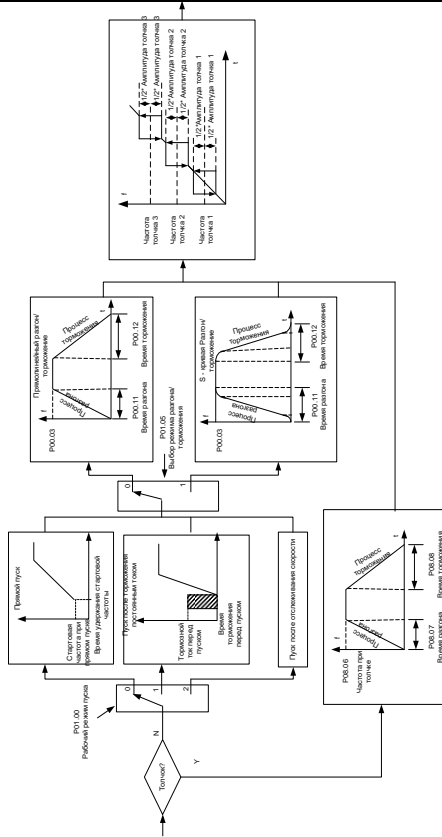 Толчок?
N
Y
P01.00
Рабочий режим пуска
0
1
2
Прямой пуск
Стартовая
частота при
прямом пуске
Время удержание стартовой
частоты
Пуск после торможения
постоянным током
Тормозной
ток перед
пуском
Время
торможения
перед пуском
Пуск после отслеживания скорости
P01.05
Выбор режима разгона/
торможения
0
1
Прямолинейный разгон/
торможение
f
P00.03
Процесс
разгона
Процесс
торможения
t
P00.11
Время разгона
P00.12
Время торможения
S - кривая Разгон/
торможение
f
P00.03
Процесс
разгона
Процесс
торможения
t
P00.11
Время разгона
P00.12
Время торможения
f
P08.06
Частота при
толчке
Процесс
разгона
Процесс
торможения
t
P08.07
Время разгона
P08.08
Время торможения
f
Частота
толчка 3
Частота
толчка 2
Частота
толчка 1
1/2* Амплитуда толчка 3
1/2* Амплитуда толчка 3
1/2* Амплитуда толчка 2
1/2* Амплитуда толчка 2
1/2* Амплитуда толчка 1
1/2* Амплитуда толчка 1
t